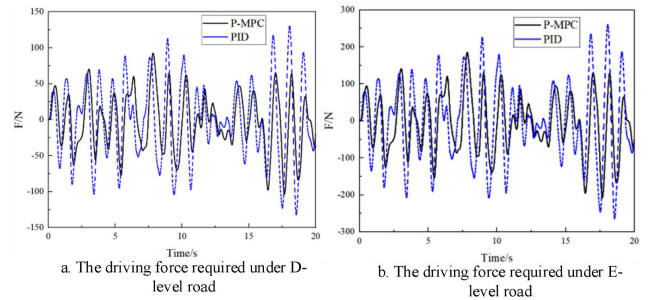 a.
150
100
50
0
-50
-100
-150
F/N
P-MPC
PID
0
5
10
15
20
Time/s
a. The driving force required under D-
level road
b.
300
200
100
0
-100
-200
-300
F/N
P-MPC
PID
0
5
10
15
20
Time/s
b. The driving force required under E-
level road